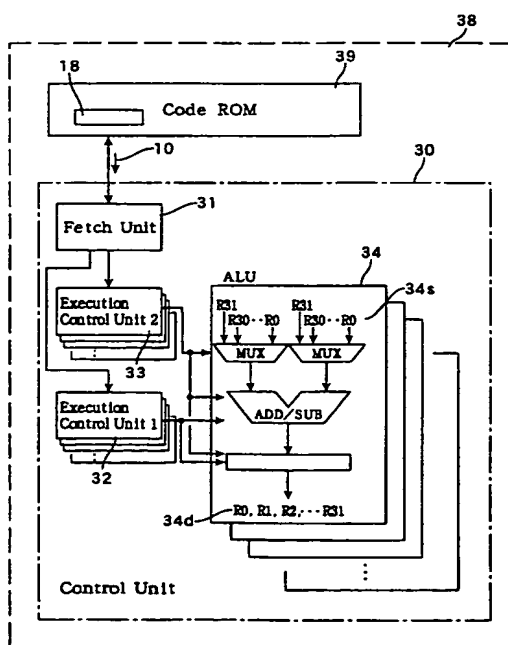 38
39
18
Code ROM
10
30
31
Fetch Unit
34
ALU
34s
R31
R31
R30··R0
R30··R0
Execution
Control Unit 2
MUX
MUX
33
Execution
Control Unit 1
ADD/SUB
32
34d
R0, R1, R2,···R31
Control Unit